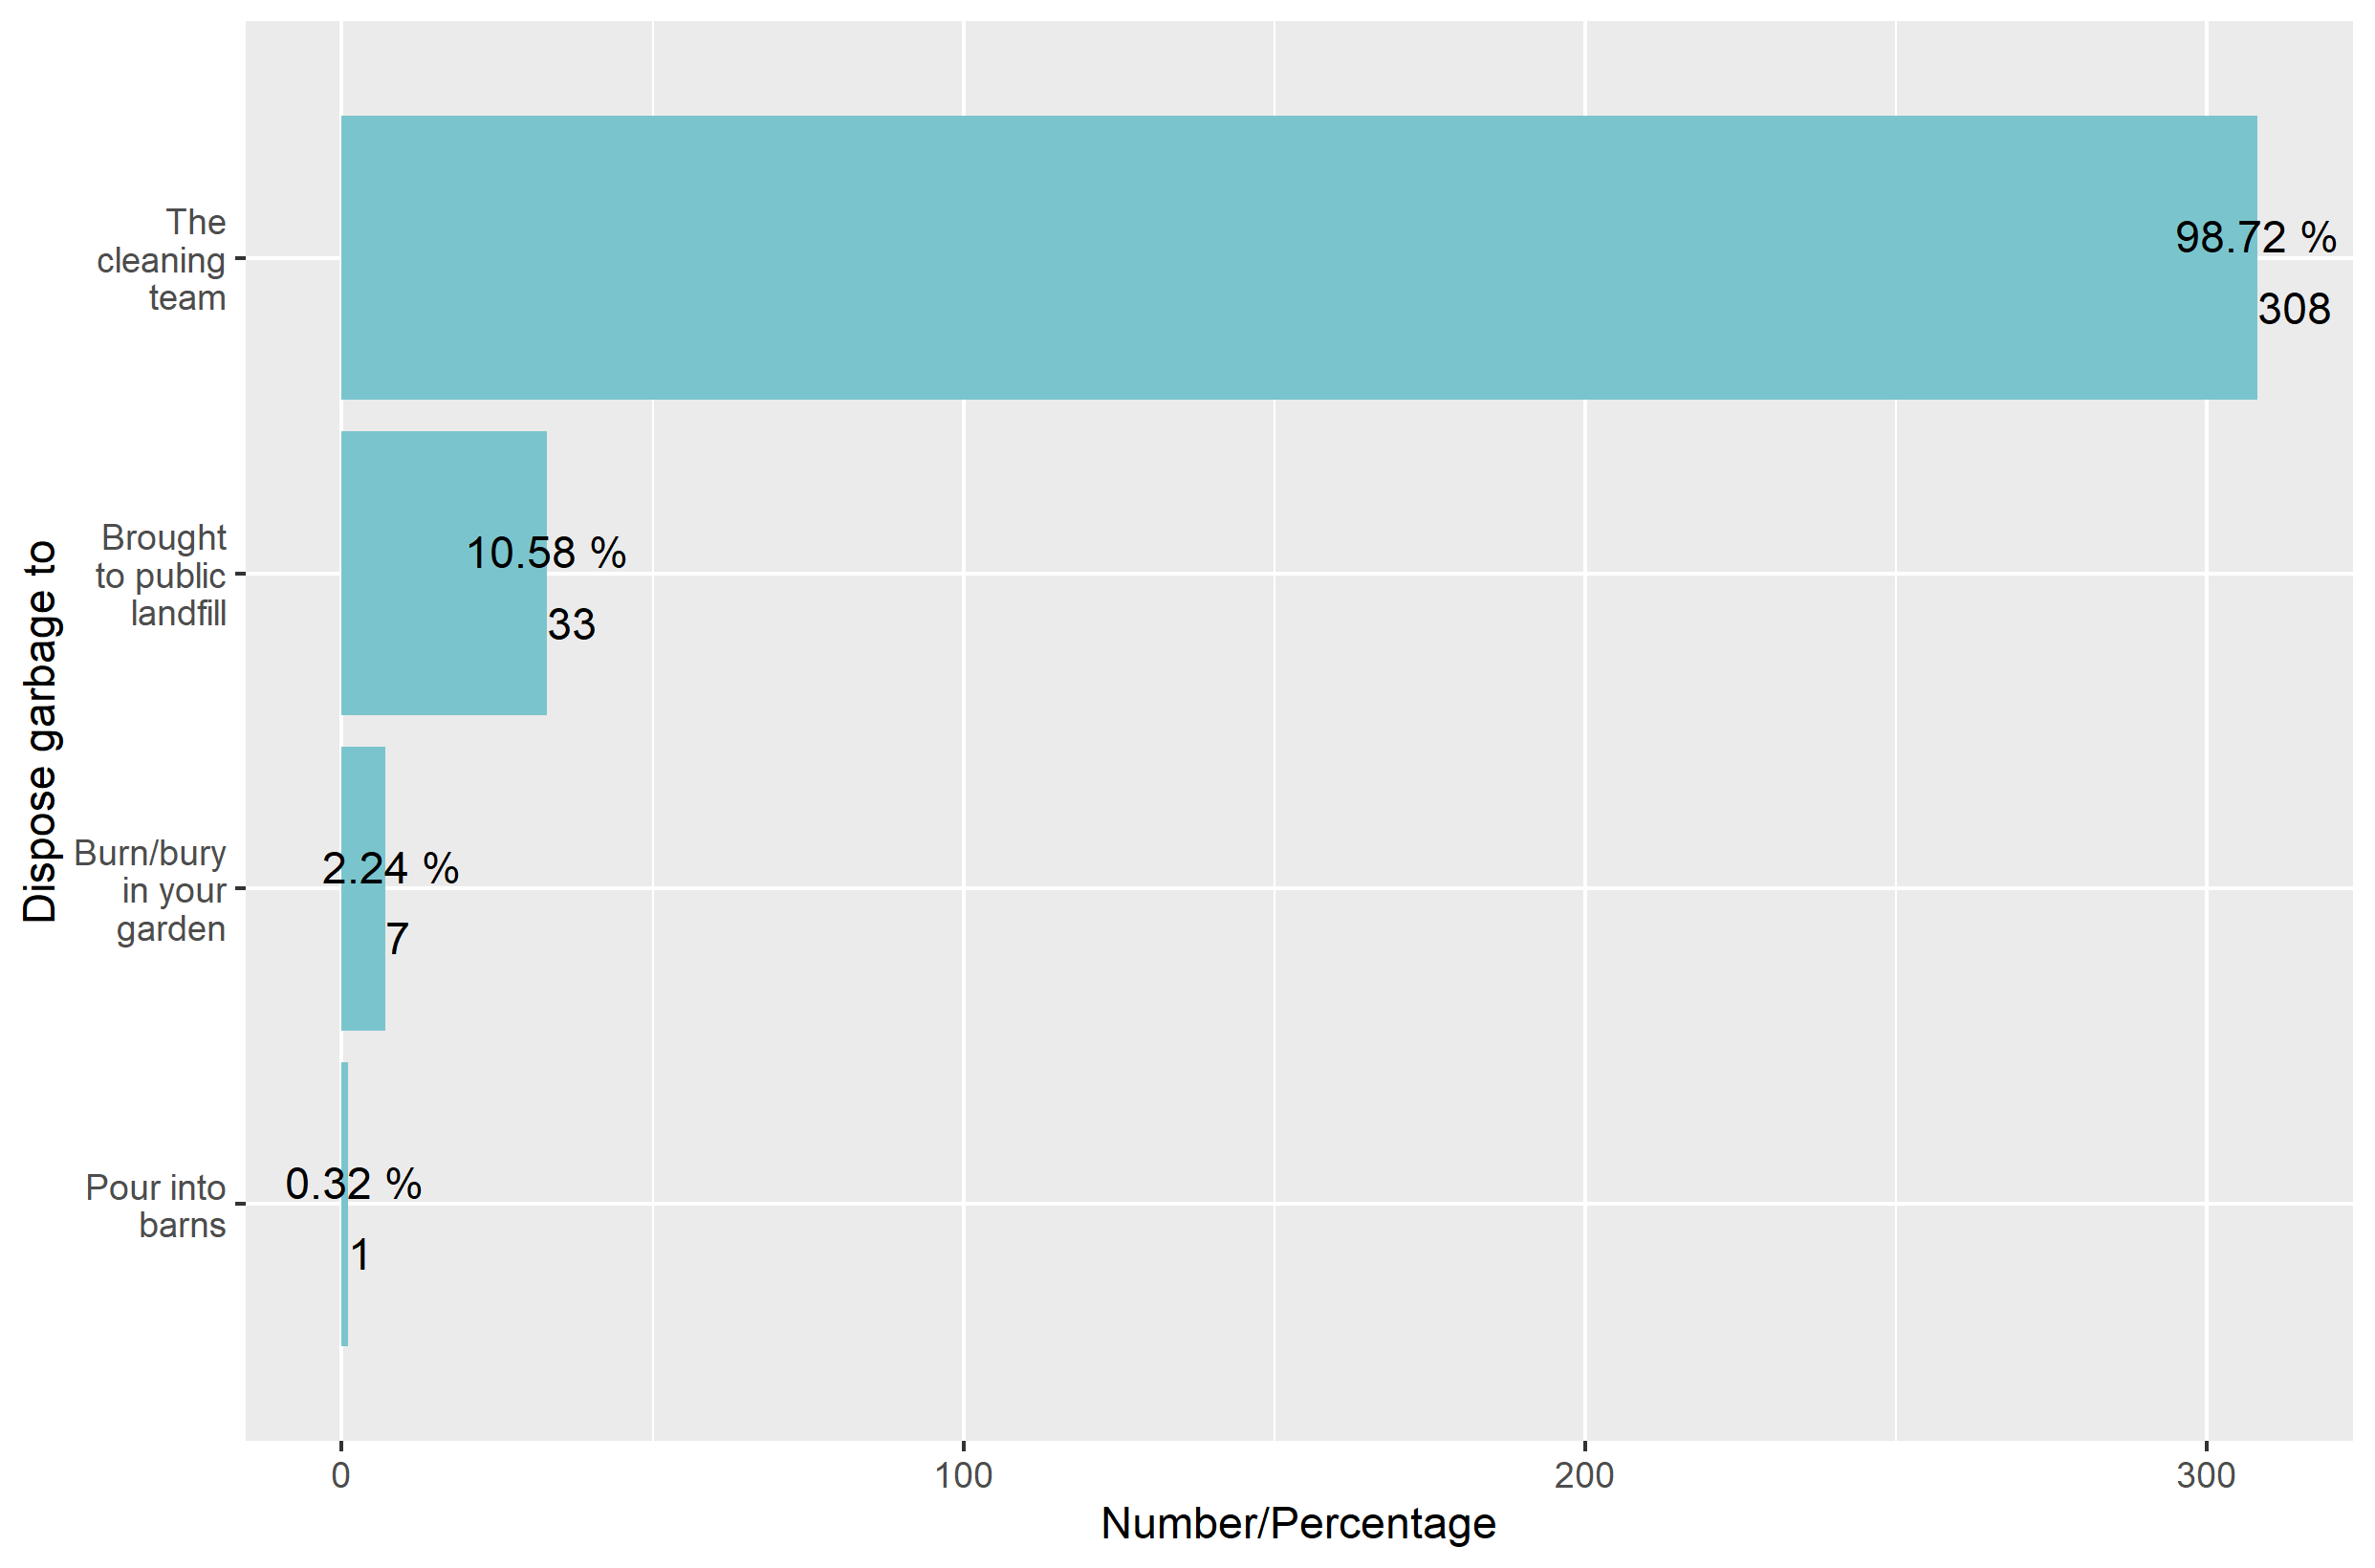 The
cleaning
team
98.72 %
308
Brought
to public
landfill
10.58 %
33
Burn/bury
in your
garden
2.24 %
7
Pour into
barns
0.32 %
1
Dispose garbage to
0
100
200
300
Number/Percentage